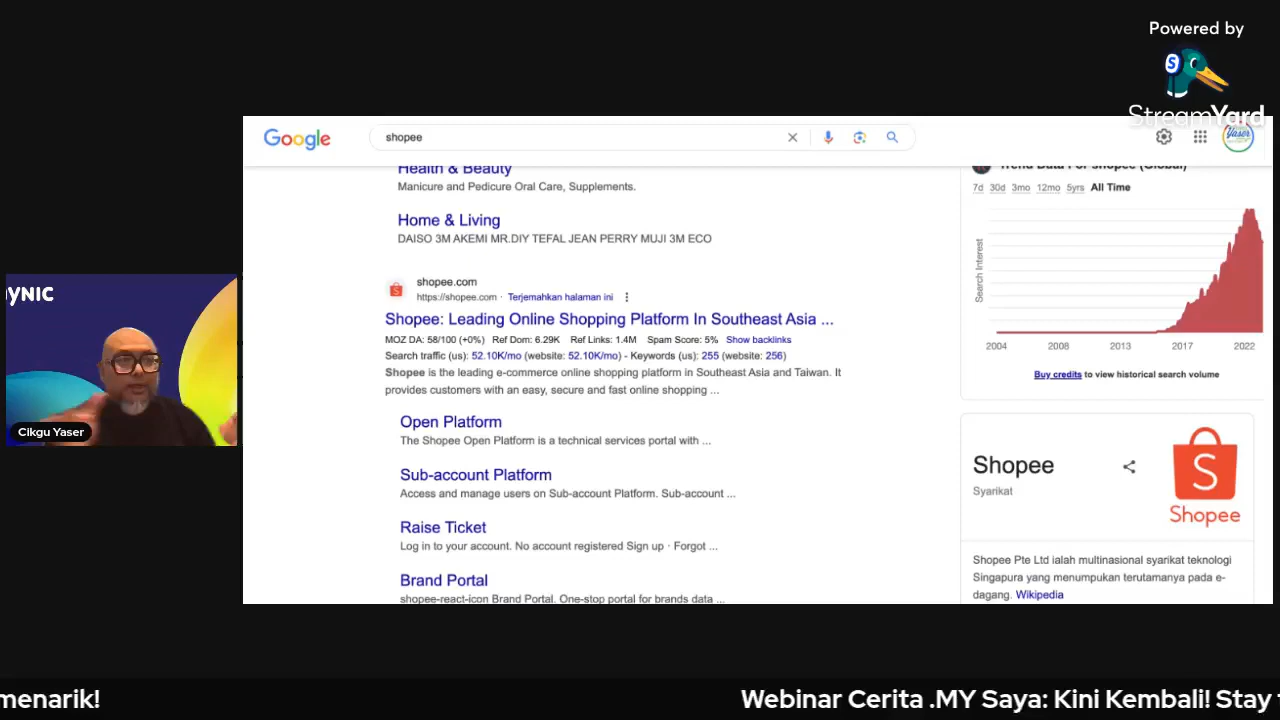 Powered by
StreamYard
Google
shopee
Yaser
Health & Beauty
Manicure and Pedicure Oral Care, Supplements.
Home & Living
DAISO 3M AKEMI MR.DIY TEFAL JEAN PERRY MUJI 3M ECO
shopee.com
https://shopee.com · Terjemahkan halaman ini
Shopee: Leading Online Shopping Platform In Southeast Asia ...
MOZ DA: 58/100 (+0%) Ref Dom: 6.29K Ref Links: 1.4M Spam Score: 5% Show backlinks
Search traffic (us): 52.10K/mo (website: 52.10K/mo) - Keywords (us): 255 (website: 256)
Shopee is the leading e-commerce online shopping platform in Southeast Asia and Taiwan. It
provides customers with an easy, secure and fast online shopping ...
Open Platform
The Shopee Open Platform is a technical services portal with ...
Sub-account Platform
Access and manage users on Sub-account Platform. Sub-account ...
Raise Ticket
Log in to your account. No account registered Sign up · Forgot ...
Brand Portal
shopee-react-icon Brand Portal. One-stop portal for brands data ...
Trend Data For shopee (Global)
7d 30d 3mo 12mo 5yrs All Time
Search Interest
2004 2008 2013 2017 2022
Buy credits to view historical search volume
Shopee
Syarikat
S
Shopee
Shopee Pte Ltd ialah multinasional syarikat teknologi
Singapura yang menumpukan terutamanya pada e-
dagang. Wikipedia
YNIC
Cikgu Yaser
menarik!
Webinar Cerita .MY Saya: Kini Kembali! Stay